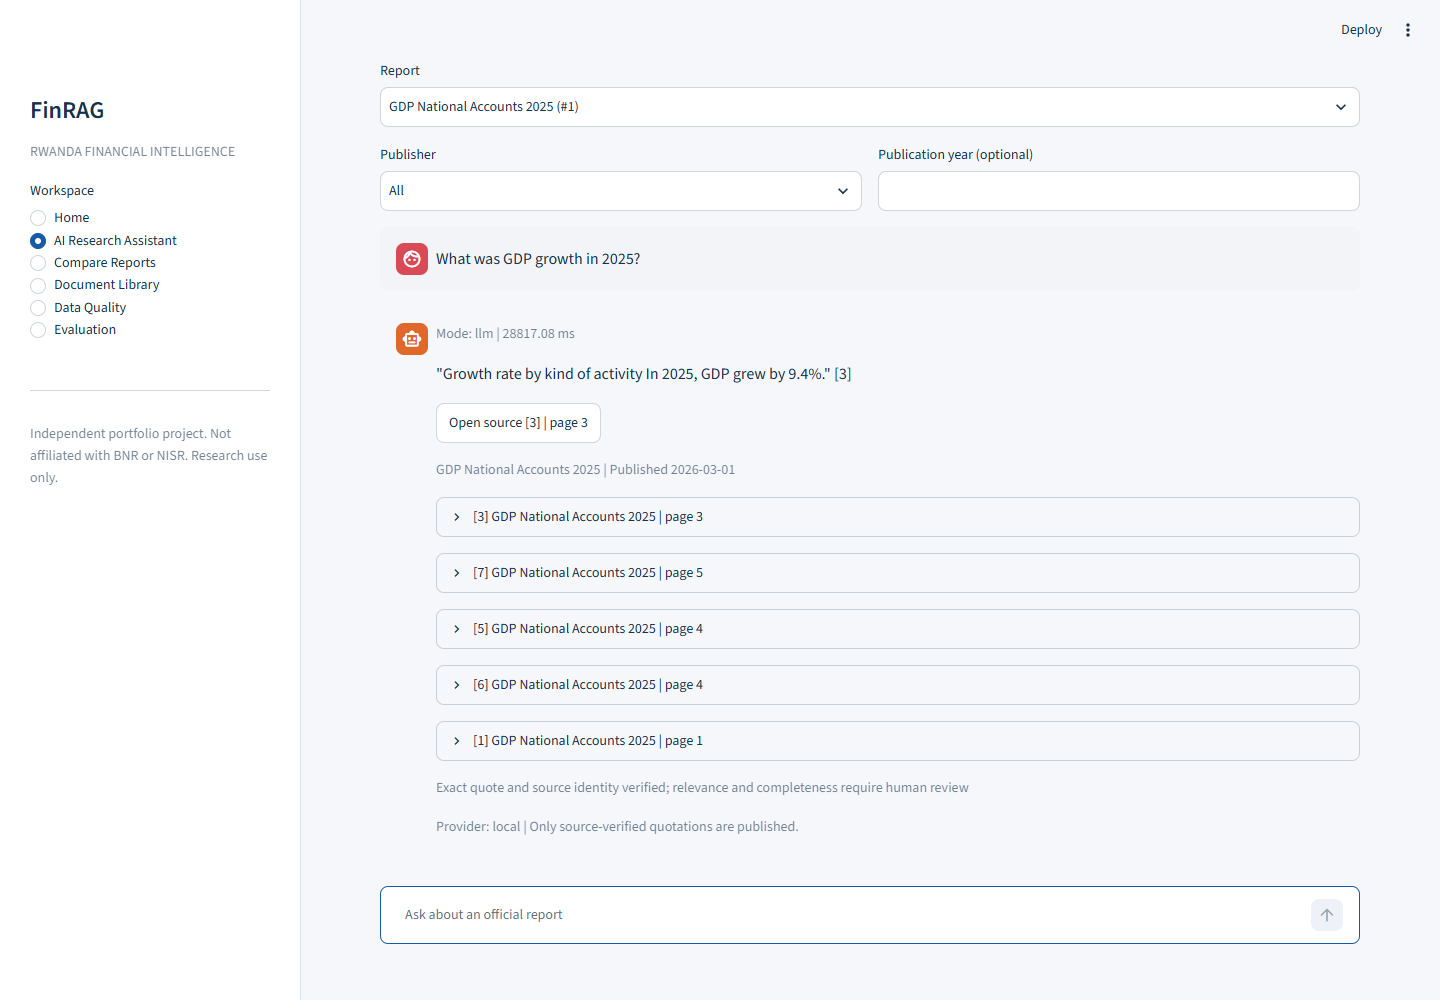 Deploy
FinRAG
RWANDA FINANCIAL INTELLIGENCE
Workspace
Home
AI Research Assistant
Compare Reports
Document Library
Data Quality
Evaluation
Independent portfolio project. Not
affiliated with BNR or NISR. Research use
only.
Report
GDP National Accounts 2025 (#1)
Publisher
Publication year (optional)
All
What was GDP growth in 2025?
Mode: llm | 28817.08 ms
"Growth rate by kind of activity In 2025, GDP grew by 9.4%." [3]
Open source [3] | page 3
GDP National Accounts 2025 | Published 2026-03-01
[3] GDP National Accounts 2025 | page 3
[7] GDP National Accounts 2025 | page 5
[5] GDP National Accounts 2025 | page 4
[6] GDP National Accounts 2025 | page 4
[1] GDP National Accounts 2025 | page 1
Exact quote and source identity verified; relevance and completeness require human review
Provider: local | Only source-verified quotations are published.
Ask about an official report